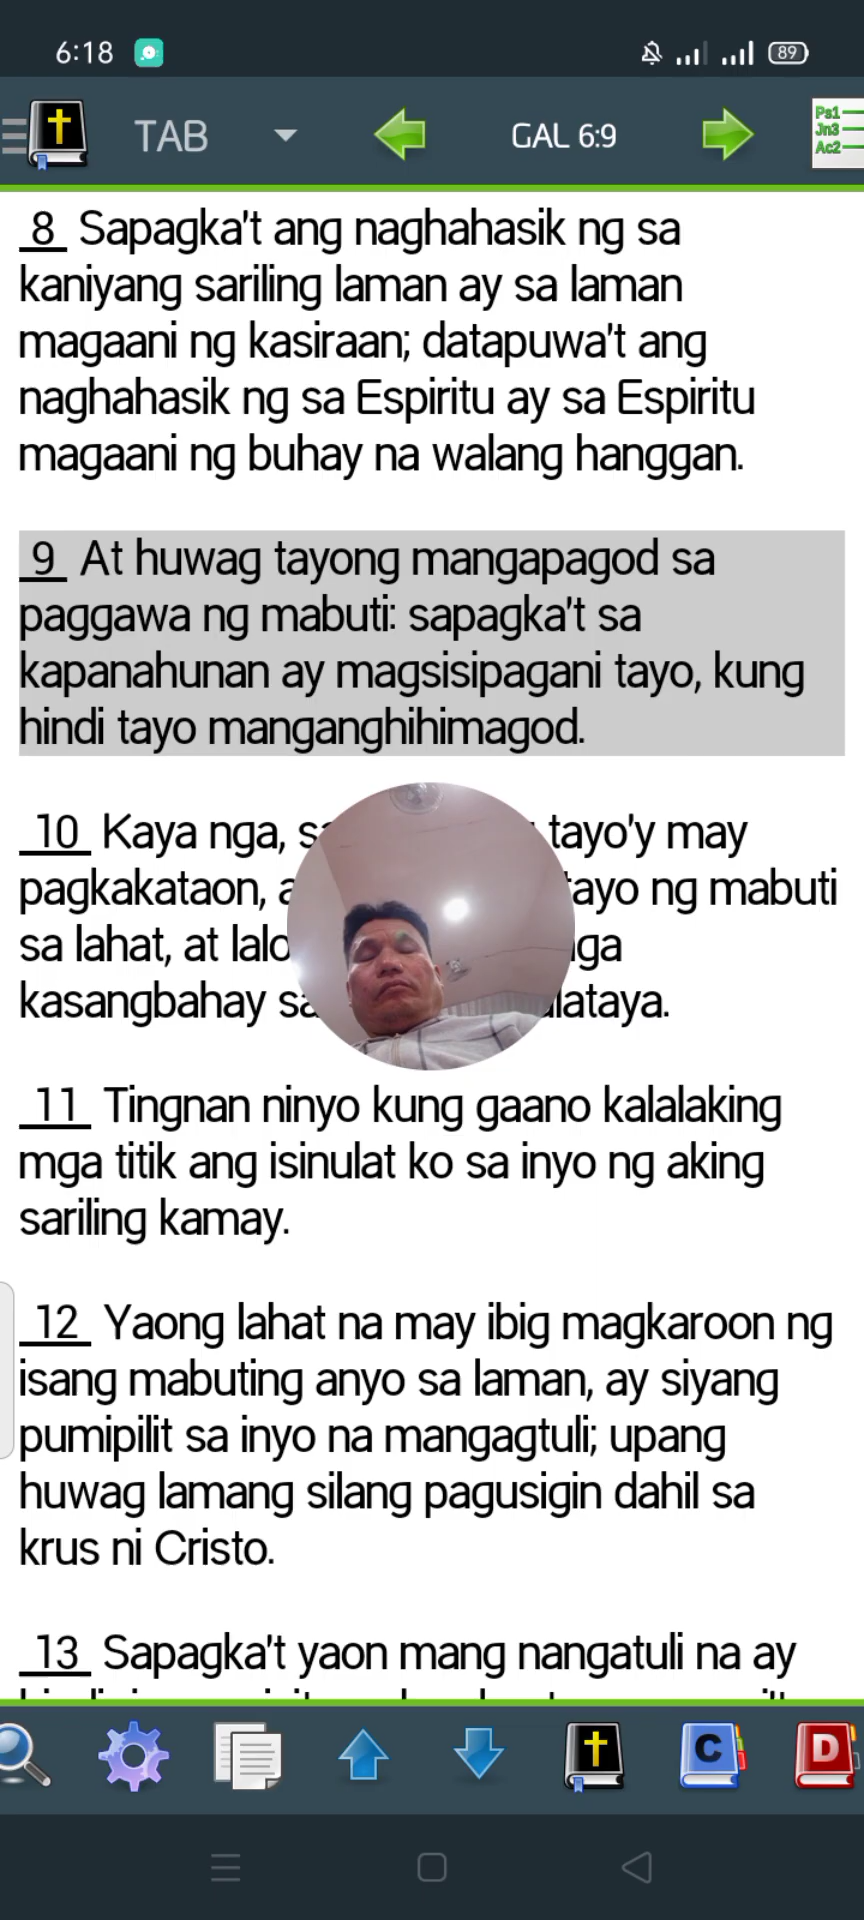 6:18
89
TAB
GAL 6:9
Ps1
Jn3
Ac2
8 Sapagka't ang naghahasik ng sa
kaniyang sariling laman ay sa laman
magaani ng kasiraan; datapuwa't ang
naghahasik ng sa Espiritu ay sa Espiritu
magaani ng buhay na walang hanggan.
9 At huwag tayong mangapagod sa
paggawa ng mabuti: sapagka't sa
kapanahunan ay magsisipagani tayo, kung
hindi tayo manganghihimagod.
10 Kaya nga, tayo'y may
pagkakataon, ng mabuti
sa lahat, at
kasangbahay
11 Tingnan ninyo kung gaano kalalaking
mga titik ang isinulat ko sa inyo ng aking
sariling kamay.
12 Yaong lahat na may ibig magkaroon ng
isang mabuting anyo sa laman, ay siyang
pumipilit sa inyo na mangagtuli; upang
huwag lamang silang pagusigin dahil sa
krus ni Cristo.
13 Sapagka't yaon mang nangatuli na ay
C
D